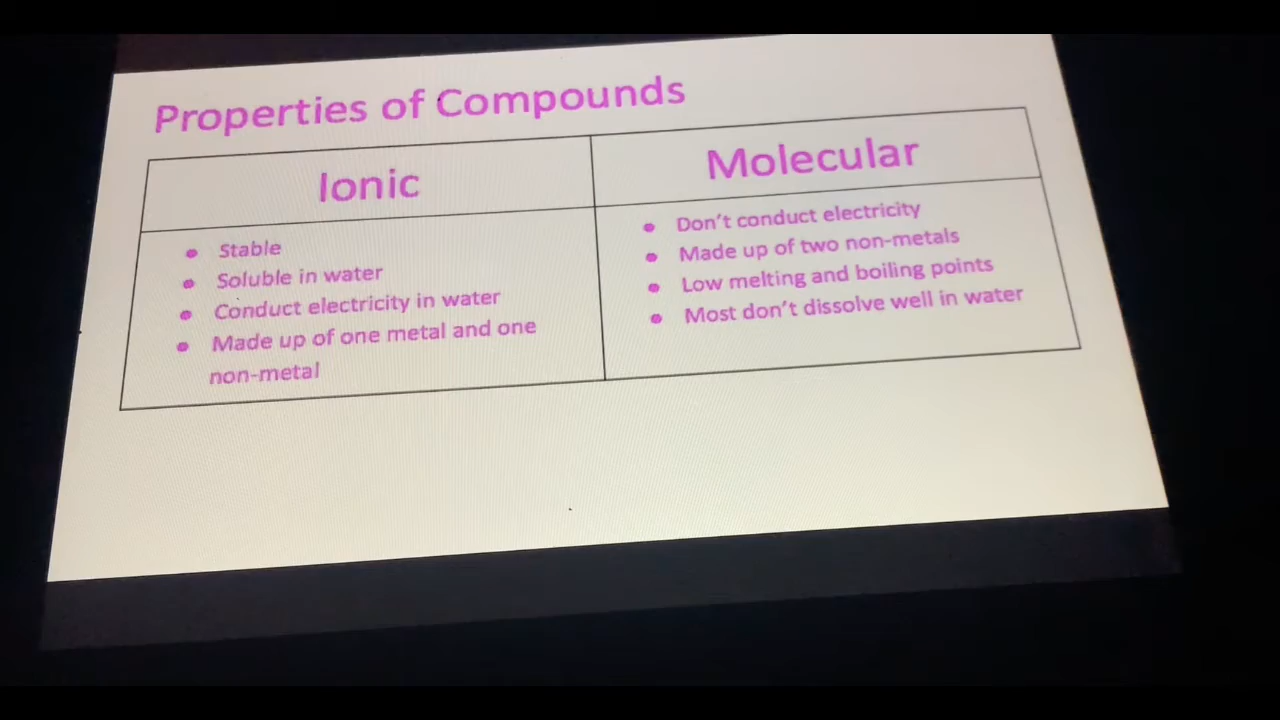 Properties of Compounds
Ionic
Stable
Soluble in water
Conduct electricity in water
Made up of one metal and one
non-metal
Molecular
Don't conduct electricity
Made up of two non-metals
Low melting and boiling points
Most don't dissolve well in water